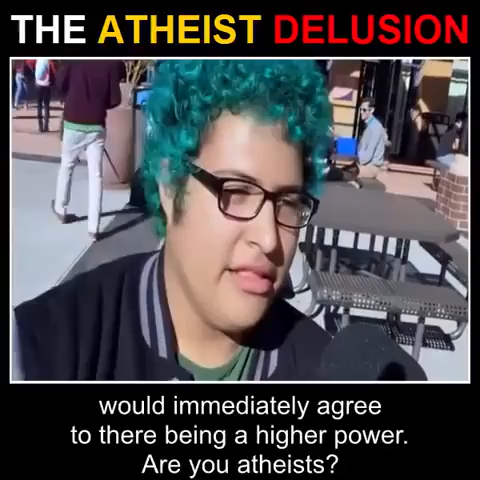 THE ATHEIST DELUSION
would immediately agree
to there being a higher power.
Are you atheists?